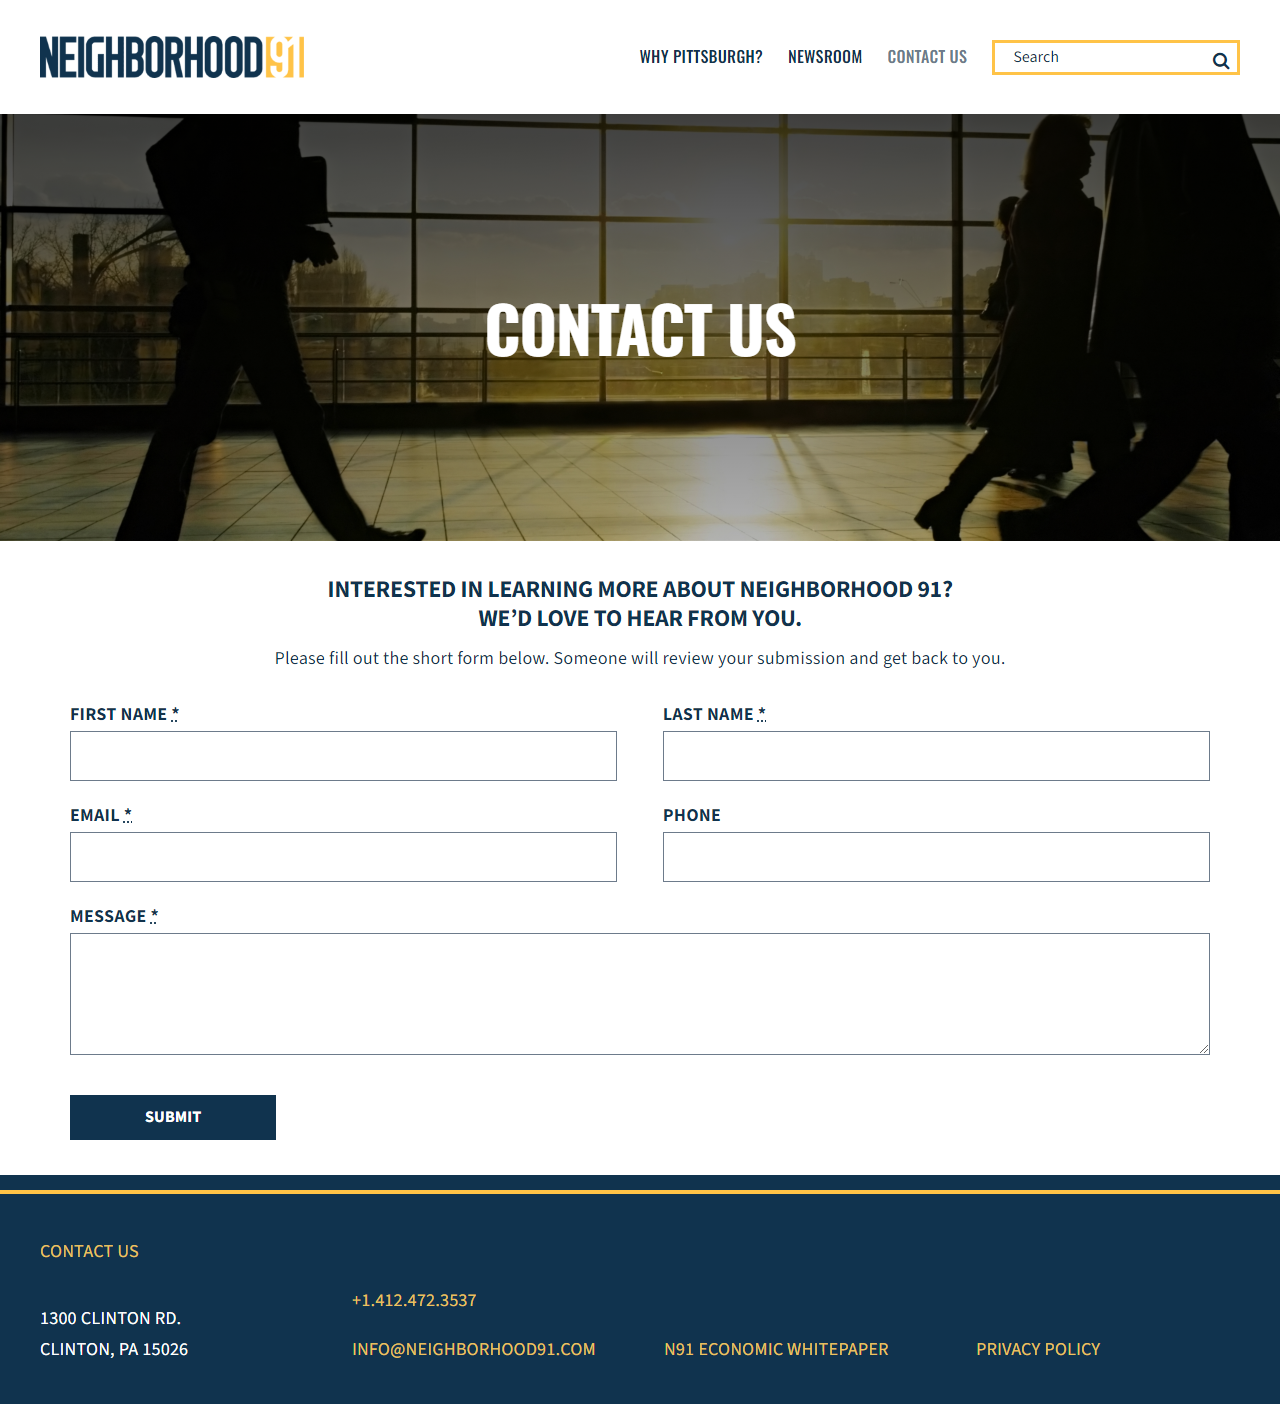 NEIGHBORHOOD91
WHY PITTSBURGH? NEWSROOM CONTACT US Search
CONTACT US
INTERESTED IN LEARNING MORE ABOUT NEIGHBORHOOD 91?
WE’D LOVE TO HEAR FROM YOU.
Please fill out the short form below. Someone will review your submission and get back to you.
FIRST NAME * LAST NAME *
EMAIL * PHONE
MESSAGE *
SUBMIT
CONTACT US
1300 CLINTON RD.
CLINTON, PA 15026
+1.412.472.3537
INFO@NEIGHBORHOOD91.COM
N91 ECONOMIC WHITEPAPER
PRIVACY POLICY